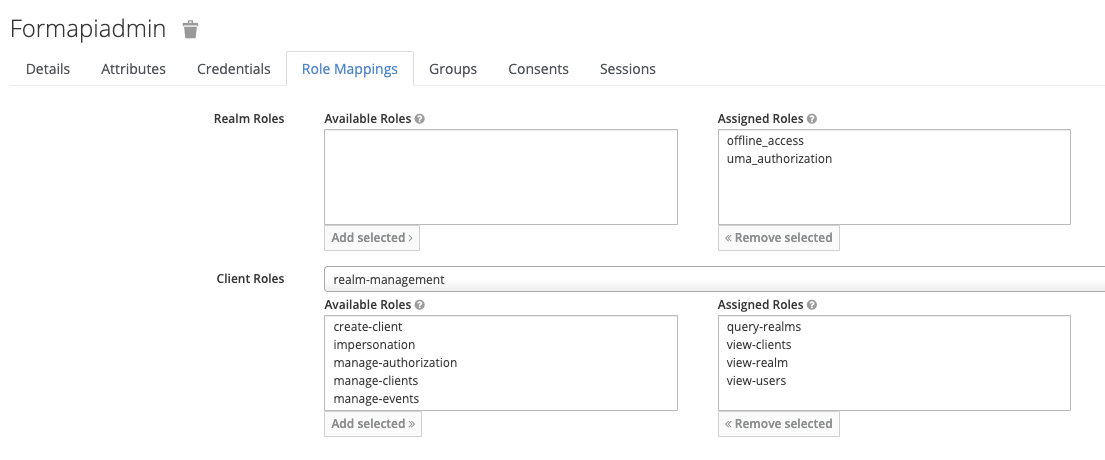 Formapiadmin
Details Attributes Credentials Role Mappings Groups Consents Sessions
Realm Roles
Available Roles
Assigned Roles
offline_access
uma_authorization
Add selected ›
« Remove selected
Client Roles
realm-management
Available Roles
create-client
impersonation
manage-authorization
manage-clients
manage-events
Add selected »
Assigned Roles
query-realms
view-clients
view-realm
view-users
« Remove selected